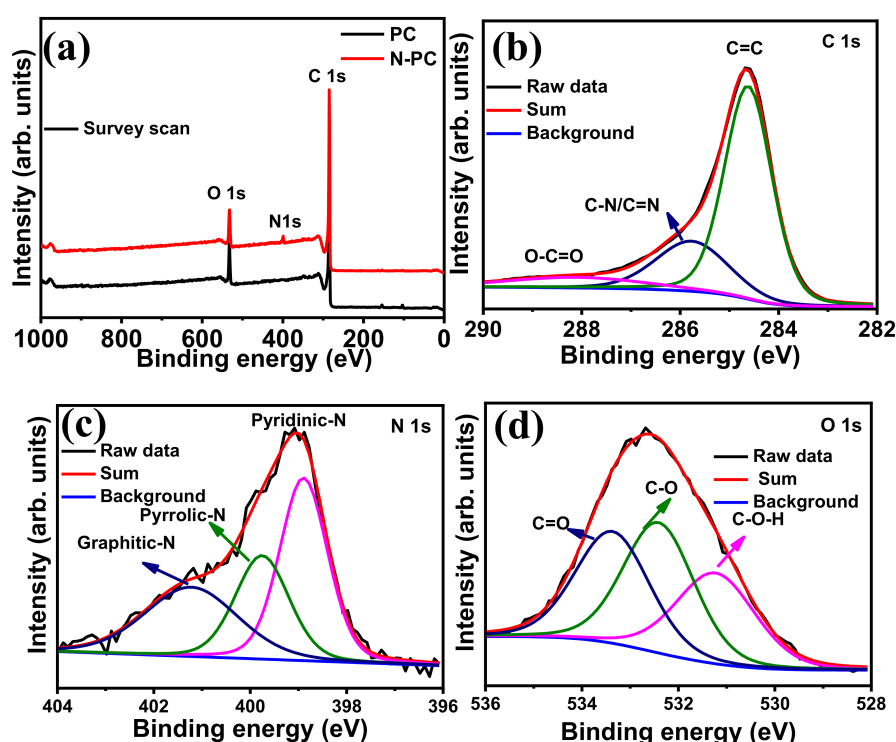 (a)
PC
N-PC
C 1s
Survey scan
O 1s
N1s
Intensity (arb. units)
1000 800 600 400 200 0
Binding energy (eV)
(b)
C=C
C 1s
Raw data
Sum
Background
C-N/C=N
O-C=O
Intensity (arb. units)
290 288 286 284 282
Binding energy (eV)
(c)
Pyridinic-N
N 1s
Raw data
Sum
Background
Pyrrolic-N
Graphitic-N
Intensity (arb. units)
404 402 400 398 396
Binding energy (eV)
(d)
O 1s
Raw data
Sum
Background
C-O
C=O
C-O-H
Intensity (arb. units)
536 534 532 530 528
Binding energy (eV)